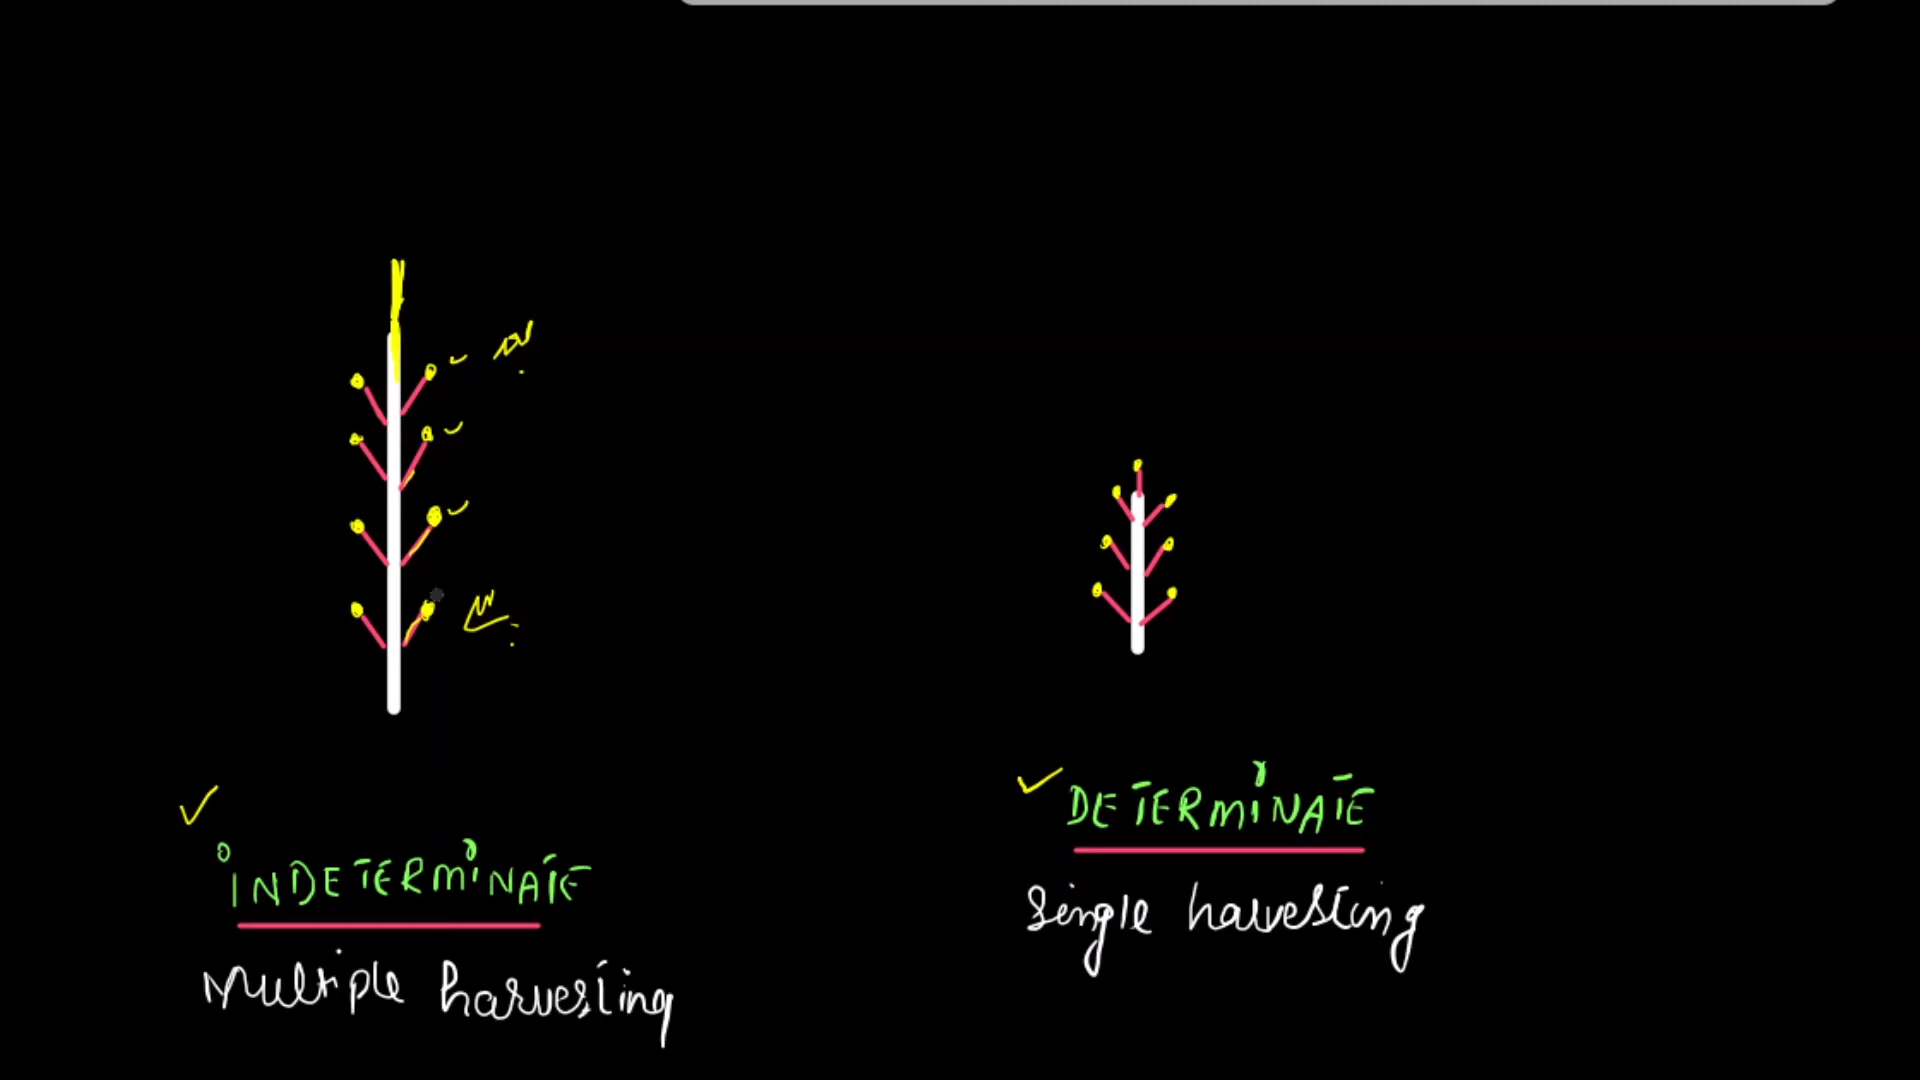 INDETERMINATE
Multiple harvesting
DETERMINATE
Single harvesting